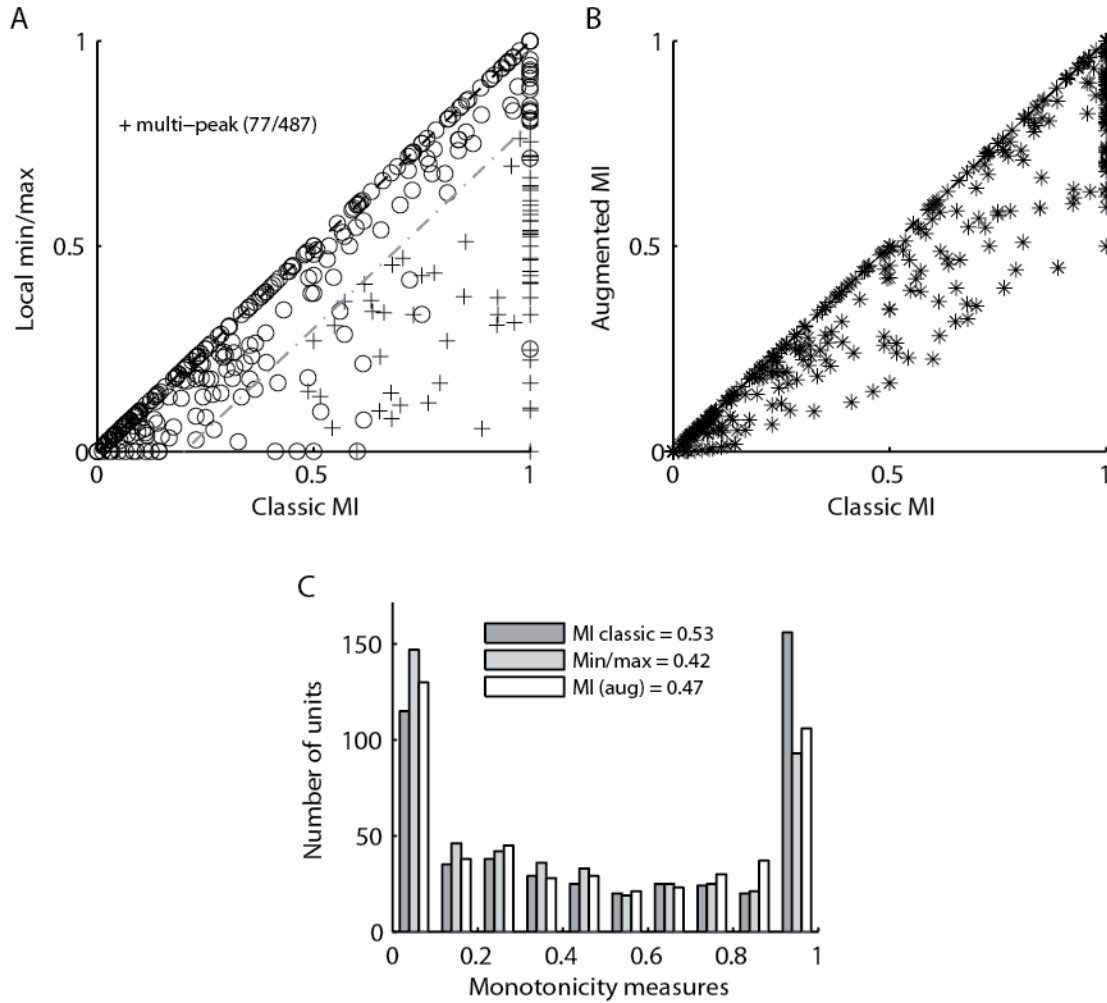 A
B
1
1
+ multi–peak (77/487)
Local min/max
Augmented MI
0.5
0.5
0
0
0
0.5
1
0
0.5
1
Classic MI
Classic MI
C
MI classic = 0.53
Min/max = 0.42
MI (aug) = 0.47
Number of units
150
100
50
0
0
0.2
0.4
0.6
0.8
1
Monotonicity measures